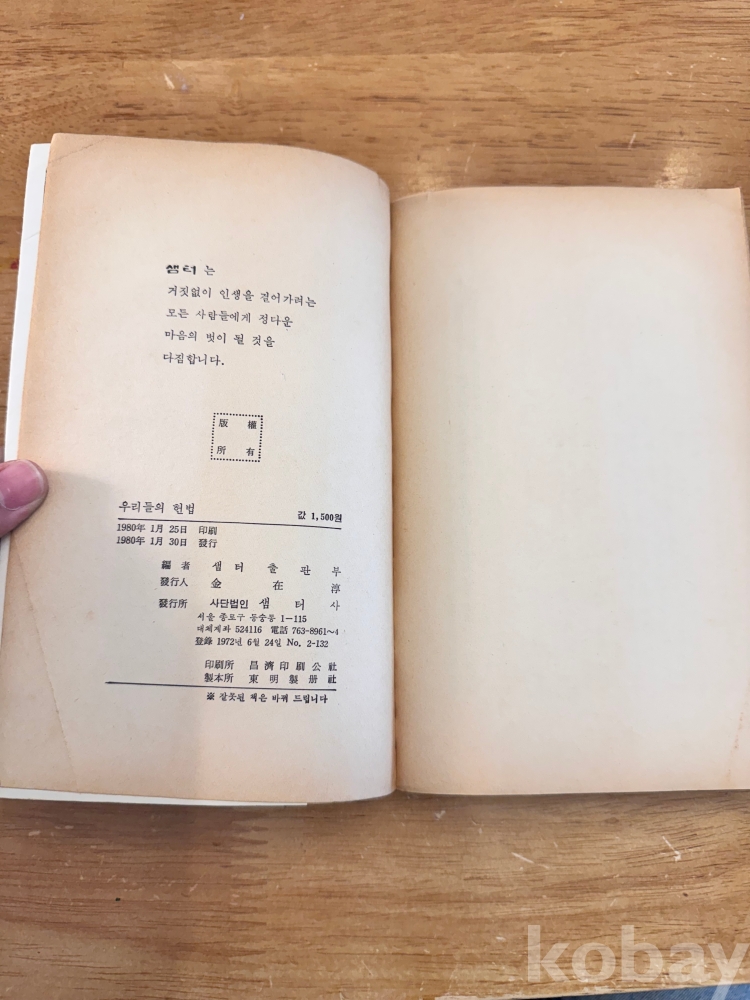 샘터는
거짓없이 인생을 걸어가려는
모든 사람들에게 정다운
마음의 벗이 될 것을
다짐합니다.
版權
所有
우리들의 헌법 값 1,500원
1980年 1月 25日 印刷
1980年 1月 30日 發行
編者 샘터출판부
發行人 金在淳
發行所 사단법인 샘터사
서울 종로구 동숭동 1-115
대체계좌 524116 電話 763-8961~4
登錄 1972년 6월 24일 No. 2-132
印刷所 昌濟印刷公社
製本所 東明製册社
※ 잘못된 책은 바꿔 드립니다
kobay